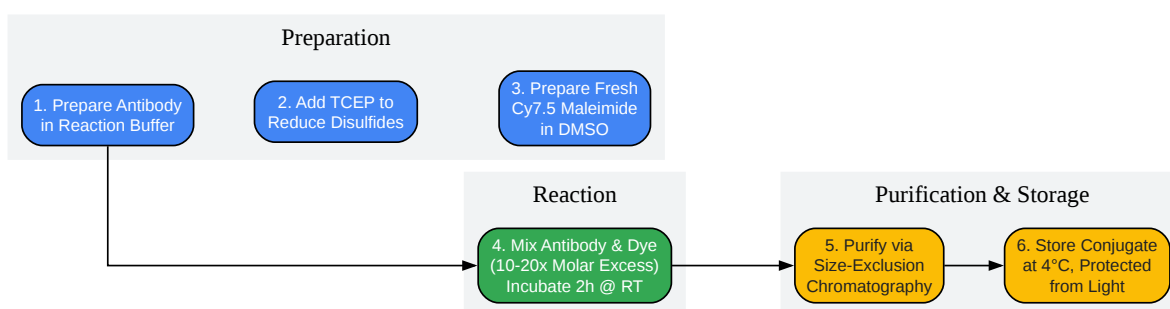 Preparation
1. Prepare Antibody
in Reaction Buffer
2. Add TCEP to
Reduce Disulfides
3. Prepare Fresh
Cy7.5 Maleimide
in DMSO
Reaction
4. Mix Antibody & Dye
(10-20x Molar Excess)
Incubate 2h @ RT
Purification & Storage
5. Purify via
Size-Exclusion
Chromatography
6. Store Conjugate
at 4°C, Protected
from Light